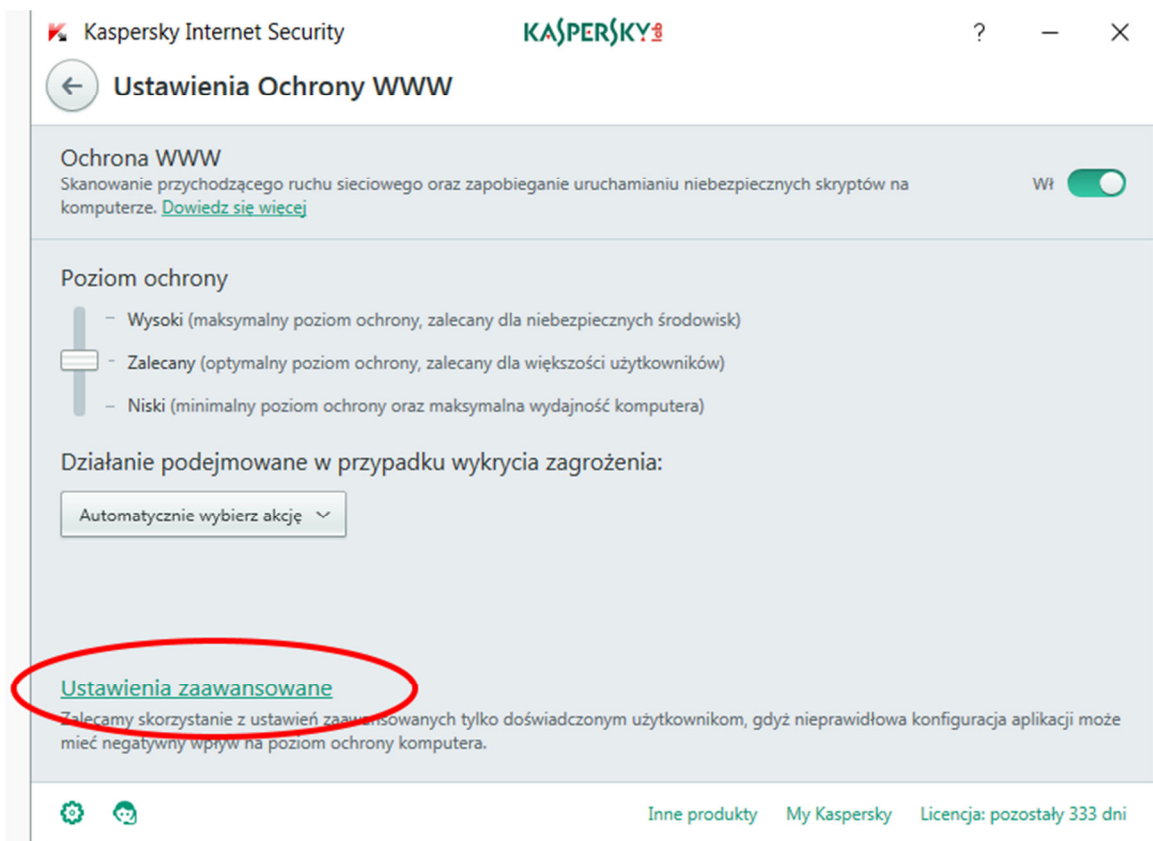 Kaspersky Internet Security
KASPERSKY lab
?
Ustawienia Ochrony WWW
Ochrona WWW
Skanowanie przychodzącego ruchu sieciowego oraz zapobieganie uruchamianiu niebezpiecznych skryptów na
komputerze. Dowiedz się więcej
Wł
Poziom ochrony
– Wysoki (maksymalny poziom ochrony, zalecany dla niebezpiecznych środowisk)
– Zalecany (optymalny poziom ochrony, zalecany dla większości użytkowników)
– Niski (minimalny poziom ochrony oraz maksymalna wydajność komputera)
Działanie podejmowane w przypadku wykrycia zagrożenia:
Automatycznie wybierz akcję
Ustawienia zaawansowane
Zalecamy skorzystanie z ustawień zaawansowanych tylko doświadczonym użytkownikom, gdyż nieprawidłowa konfiguracja aplikacji może
mieć negatywny wpływ na poziom ochrony komputera.
Inne produkty My Kaspersky Licencja: pozostały 333 dni